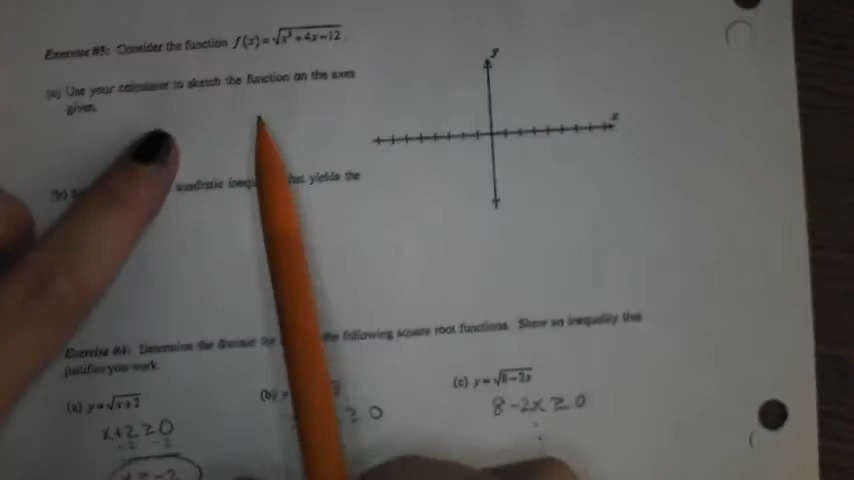 Exercise #5: Consider the function f(x)=√x²+4x-12.
(a) Use your calculator to sketch the function on the axes
given.
y
x
(b) quadratic that yields the
Exercise #4: Determine the domain the following square root functions. Show an inequality that
justifies your work.
(a) y=√x+2
(b) y
(c) y=√8-2x
x+2≥0
-2 -2
≥0
8-2x≥0
x≥-2